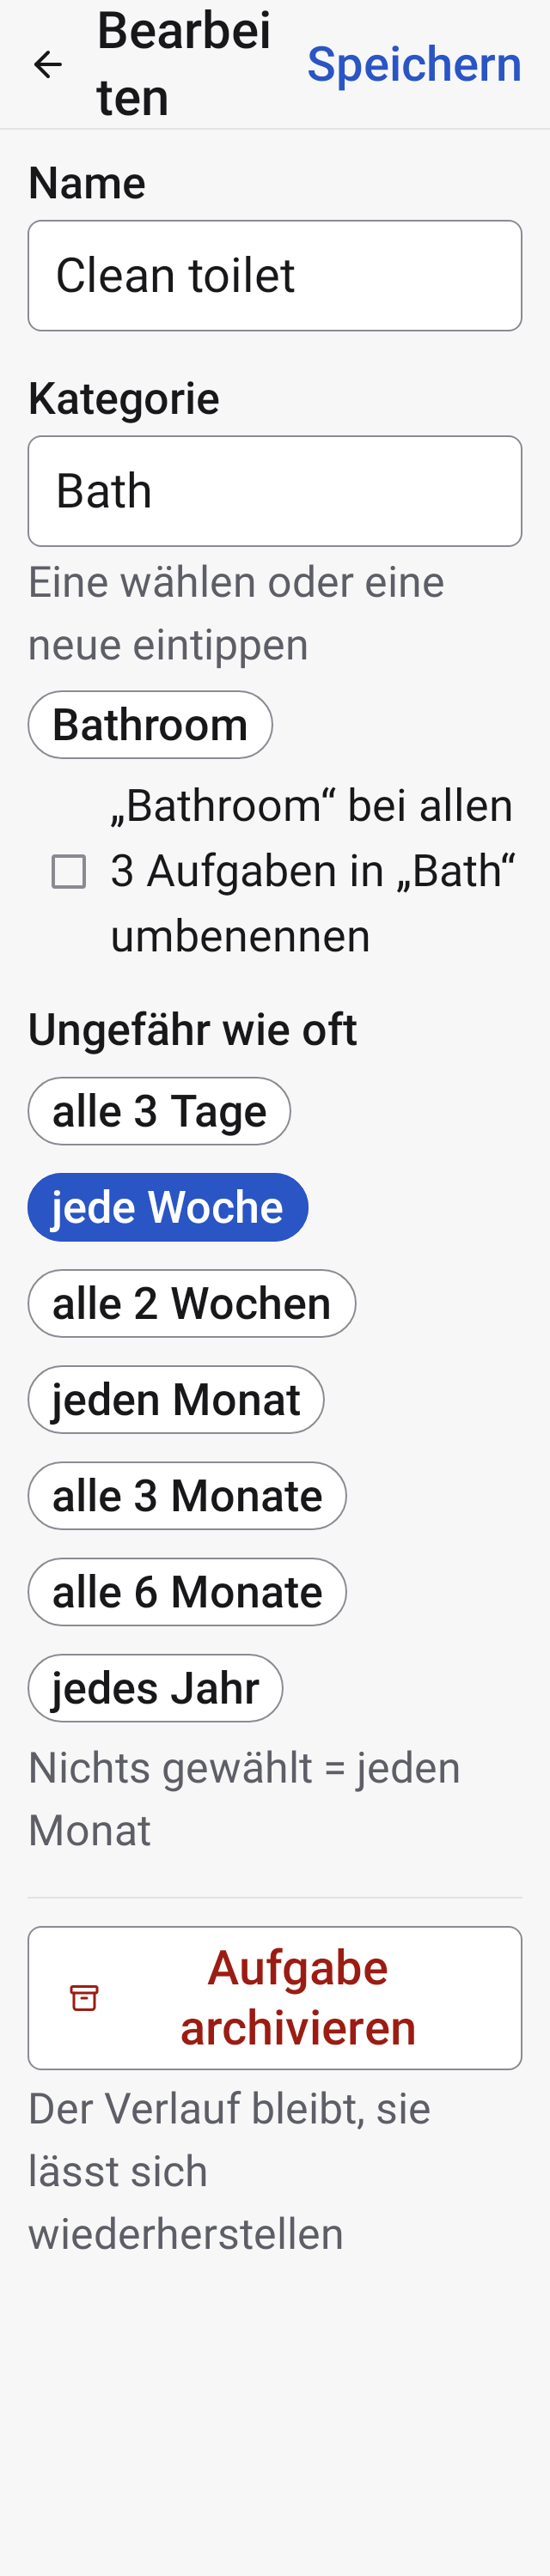 Bearbei
ten
Speichern
Name
Clean toilet
Kategorie
Bath
Eine wählen oder eine
neue eintippen
Bathroom
„Bathroom“ bei allen
3 Aufgaben in „Bath“
umbenennen
Ungefähr wie oft
alle 3 Tage
jede Woche
alle 2 Wochen
jeden Monat
alle 3 Monate
alle 6 Monate
jedes Jahr
Nichts gewählt = jeden
Monat
Aufgabe
archivieren
Der Verlauf bleibt, sie
lässt sich
wiederherstellen